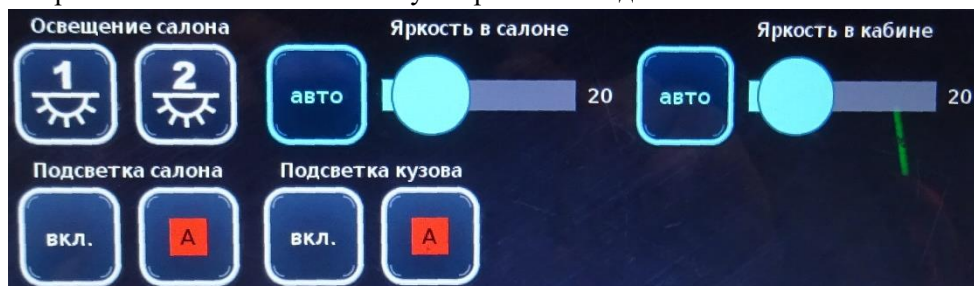 Освещение салона
Яркость в салоне
Яркость в кабине
1
2
авто
20
авто
20
Подсветка салона
Подсветка кузова
вкл.
А
вкл.
А